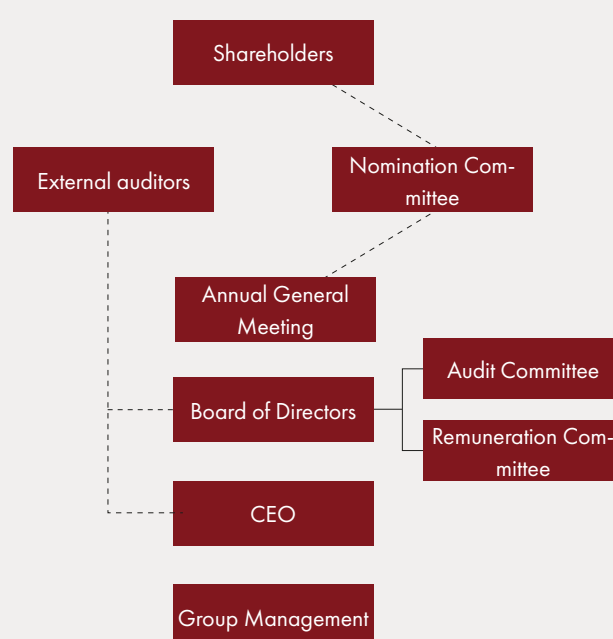 Shareholders
External auditors
Nomination Com-
mittee
Annual General
Meeting
Audit Committee
Board of Directors
Remuneration Com-
mittee
CEO
Group Management